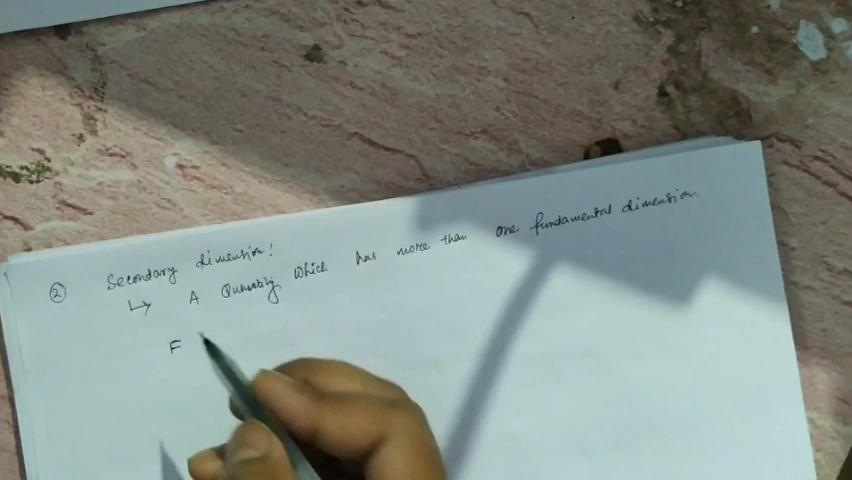 ② Secondary dimension:
↳ A Quantity which has more than one fundamental dimension.
F